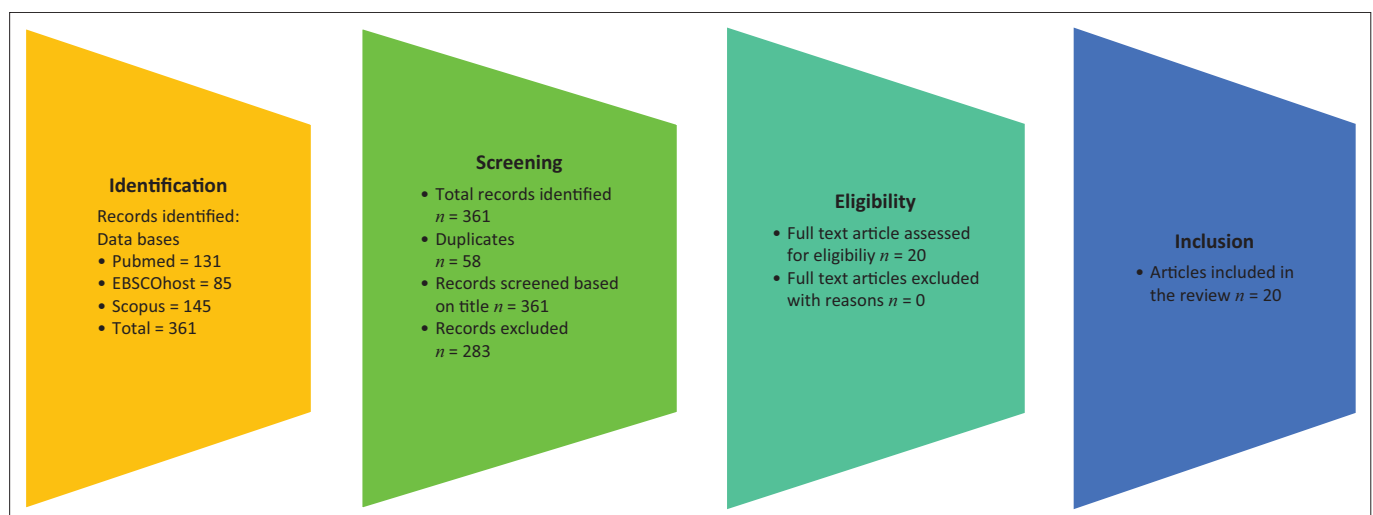 Identification
Records identified:
Data bases
• Pubmed = 131
• EBSCOhost = 85
• Scopus = 145
• Total = 361
Screening
• Total records identified
n = 361
• Duplicates
n = 58
• Records screened based
on title n = 361
• Records excluded
n = 283
Eligibility
• Full text article assessed
for eligibiliy n = 20
• Full text articles excluded
with reasons n = 0
Inclusion
• Articles included in
the review n = 20